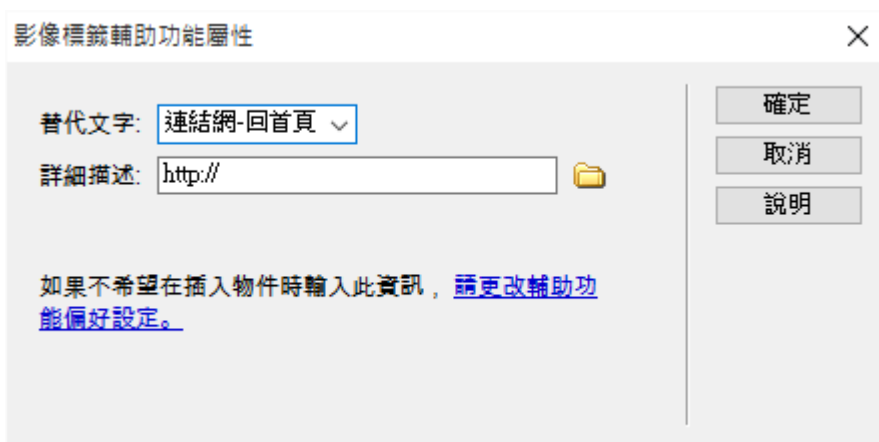 影像標籤輔助功能屬性
替代文字: 連結網-回首頁
詳細描述: http://
如果不希望在插入物件時輸入此資訊，請更改輔助功
能偏好設定。
確定
取消
說明